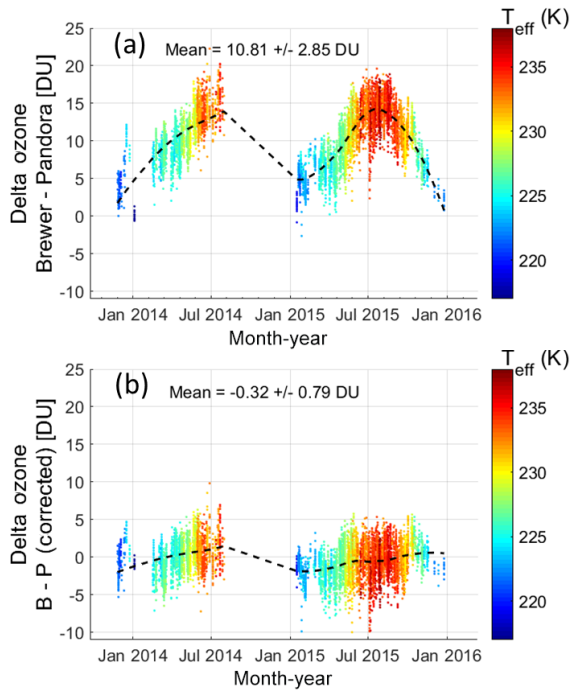 (a)
Mean = 10.81 +/- 2.85 DU
T eff (K)
Delta ozone
Brewer - Pandora [DU]
25
20
15
10
5
0
-5
-10
235
230
225
220
Jan 2014 Jul 2014 Jan 2015 Jul 2015 Jan 2016
Month-year
(b)
Mean = -0.32 +/- 0.79 DU
T eff (K)
Delta ozone
B - P (corrected) [DU]
25
20
15
10
5
0
-5
-10
235
230
225
220
Jan 2014 Jul 2014 Jan 2015 Jul 2015 Jan 2016
Month-year